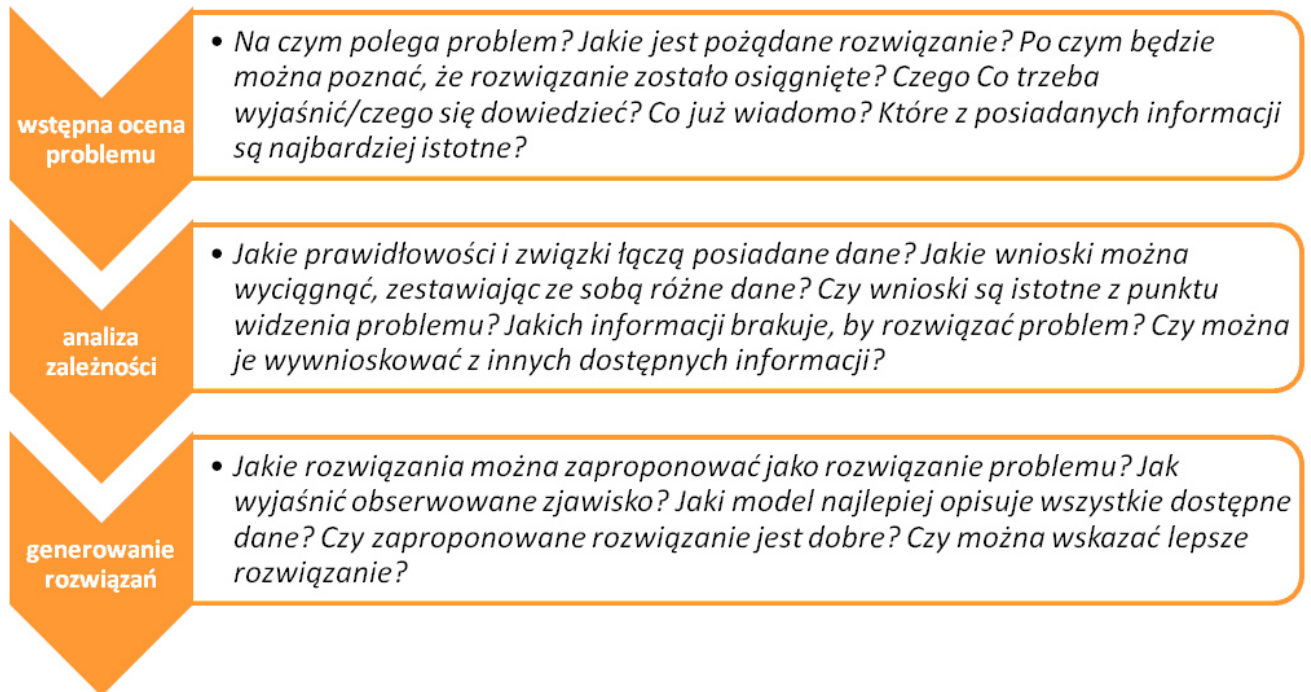 wstępna ocena
problemu
• Na czym polega problem? Jakie jest pożądane rozwiązanie? Po czym będzie
można poznać, że rozwiązanie zostało osiągnięte? Czego Co trzeba
wyjaśnić/czego się dowiedzieć? Co już wiadomo? Które z posiadanych informacji
są najbardziej istotne?
analiza
zależności
• Jakie prawidłowości i związki łączą posiadane dane? Jakie wnioski można
wyciągnąć, zestawiając ze sobą różne dane? Czy wnioski są istotne z punktu
widzenia problemu? Jakich informacji brakuje, by rozwiązać problem? Czy można
je wywnioskować z innych dostępnych informacji?
generowanie
rozwiązań
• Jakie rozwiązania można zaproponować jako rozwiązanie problemu? Jak
wyjaśnić obserwowane zjawisko? Jaki model najlepiej opisuje wszystkie dostępne
dane? Czy zaproponowane rozwiązanie jest dobre? Czy można wskazać lepsze
rozwiązanie?